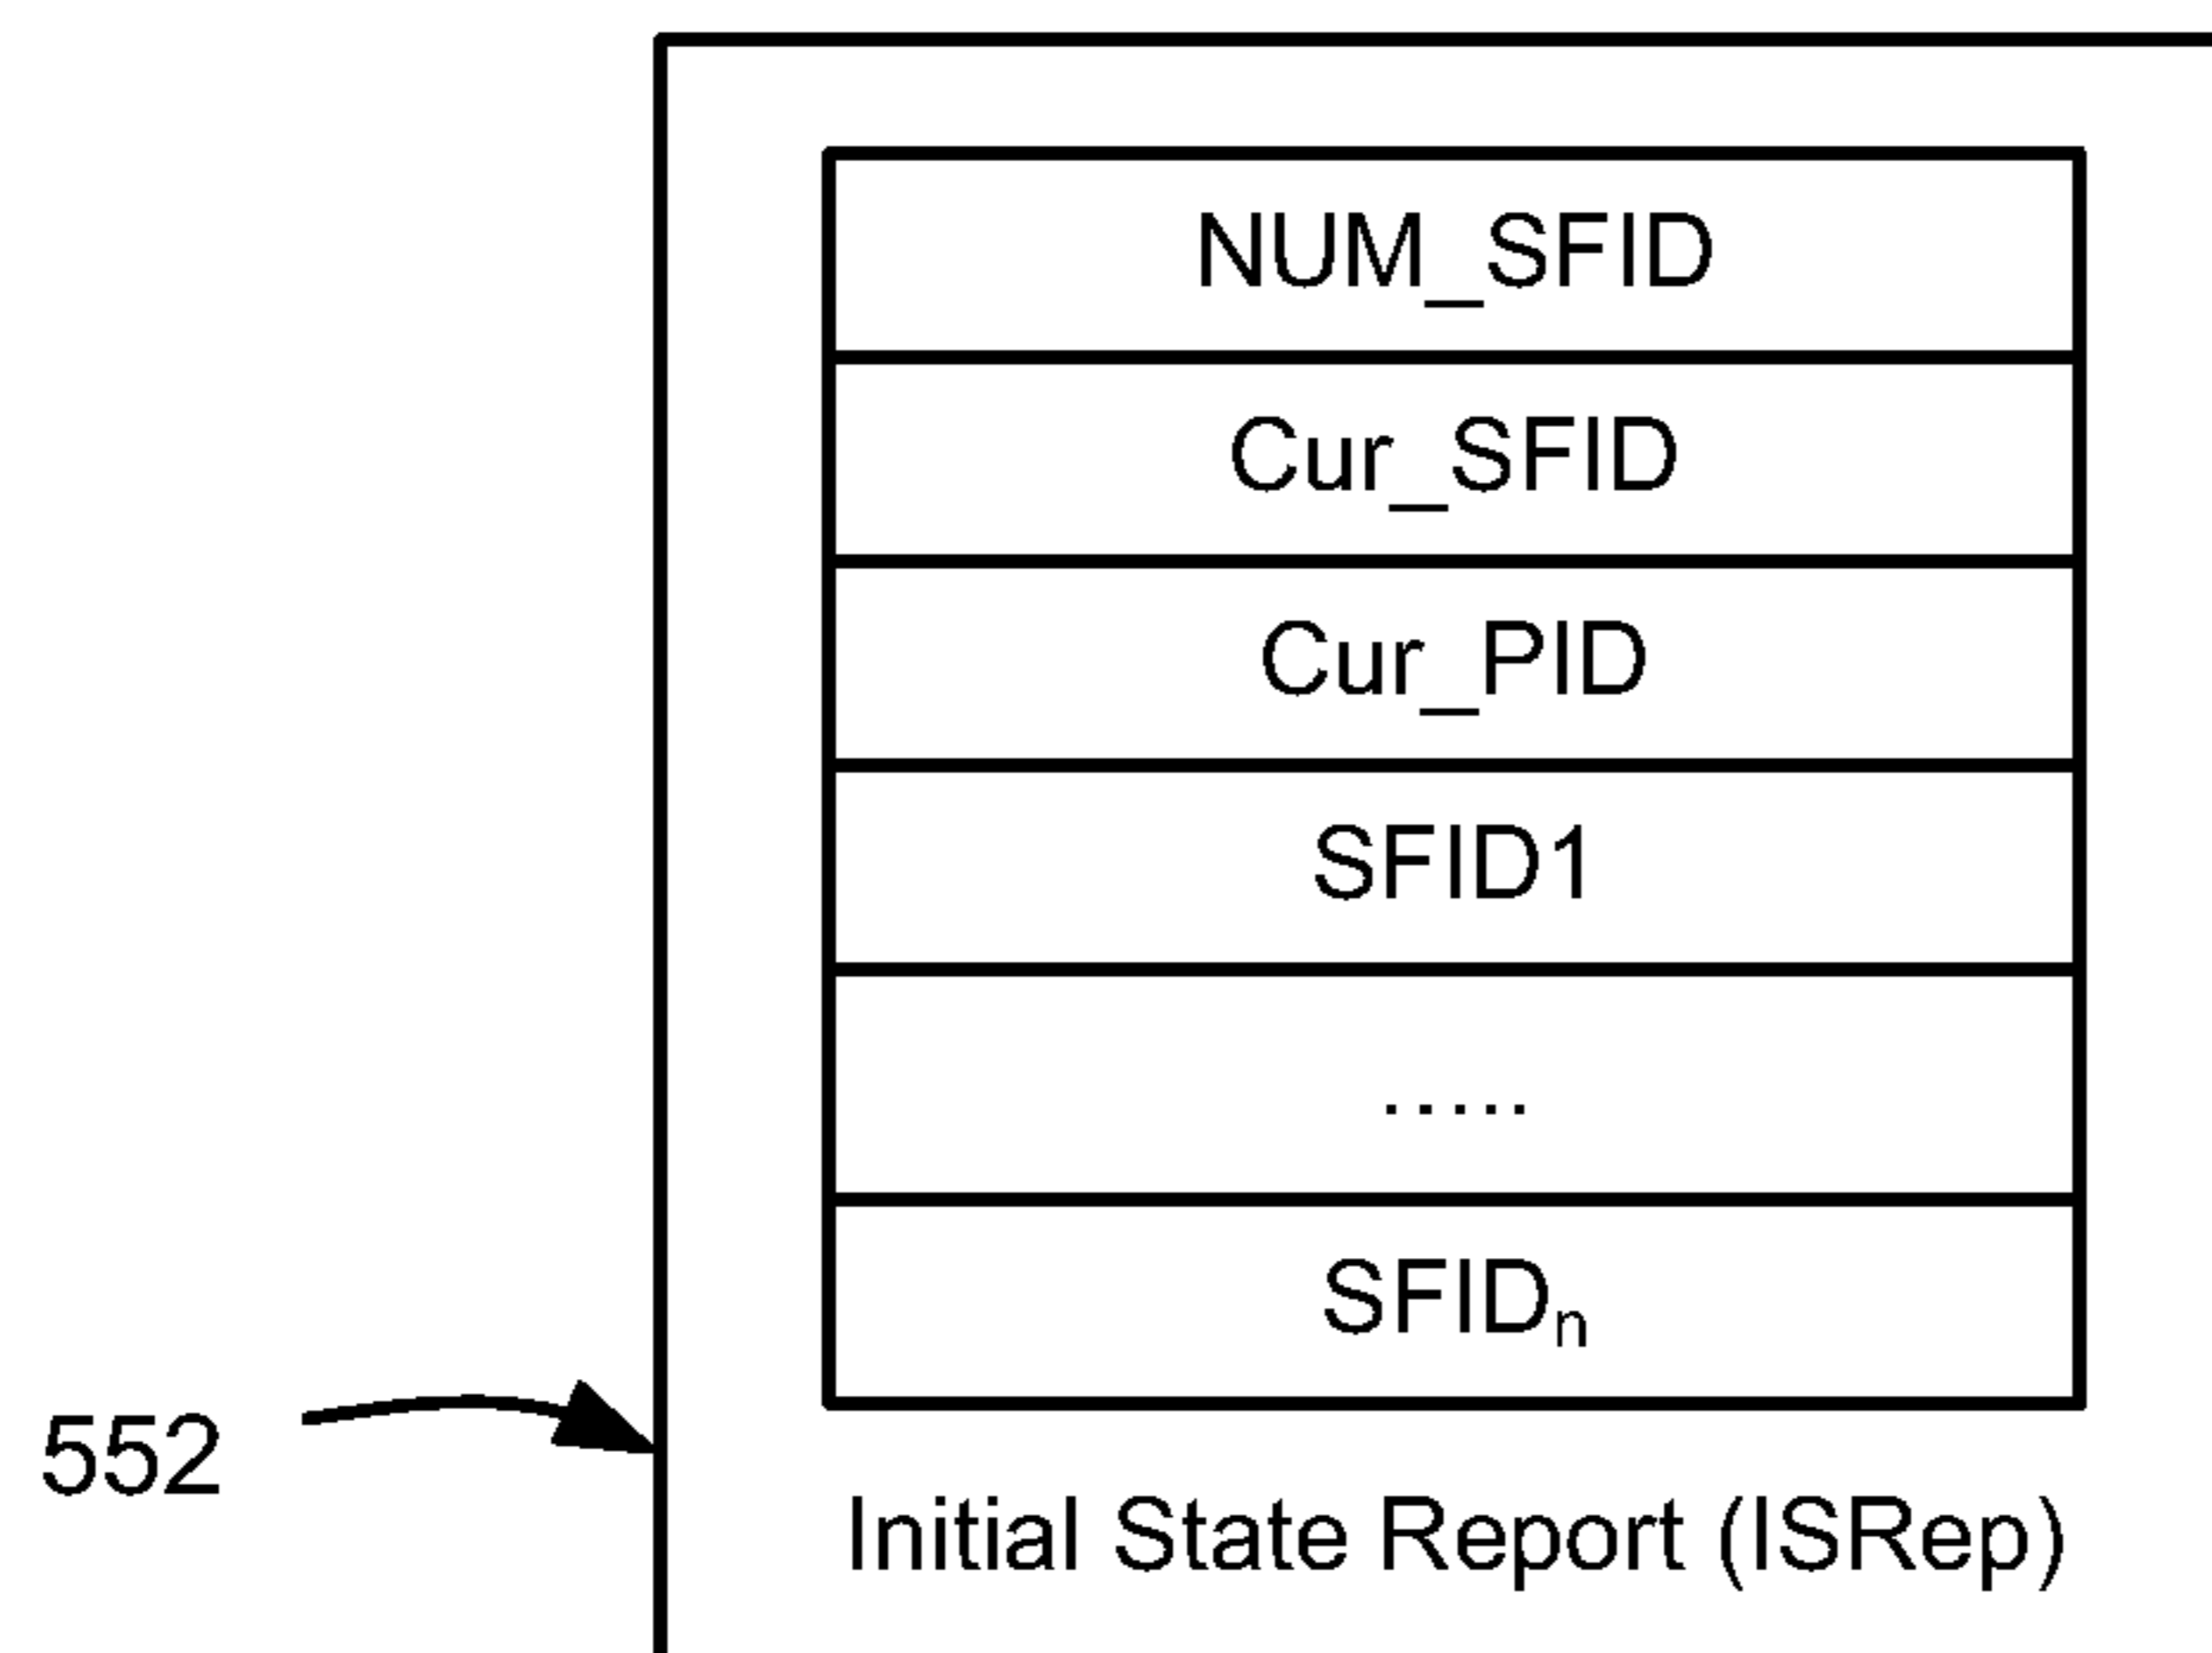 NUM_SFID
Cur_SFID
Cur_PID
SFID1
.....
SFIDn
552
Initial State Report (ISRep)